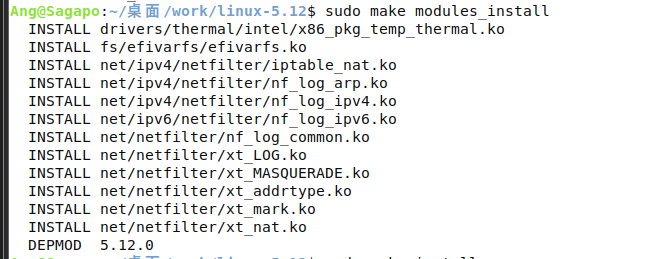 Ang@Sagapo:~/桌面/work/linux-5.12$ sudo make modules_install
INSTALL drivers/thermal/intel/x86_pkg_temp_thermal.ko
INSTALL fs/efivarfs/efivarfs.ko
INSTALL net/ipv4/netfilter/iptable_nat.ko
INSTALL net/ipv4/netfilter/nf_log_arp.ko
INSTALL net/ipv4/netfilter/nf_log_ipv4.ko
INSTALL net/ipv6/netfilter/nf_log_ipv6.ko
INSTALL net/netfilter/nf_log_common.ko
INSTALL net/netfilter/xt_LOG.ko
INSTALL net/netfilter/xt_MASQUERADE.ko
INSTALL net/netfilter/xt_addrtype.ko
INSTALL net/netfilter/xt_mark.ko
INSTALL net/netfilter/xt_nat.ko
DEPMOD 5.12.0